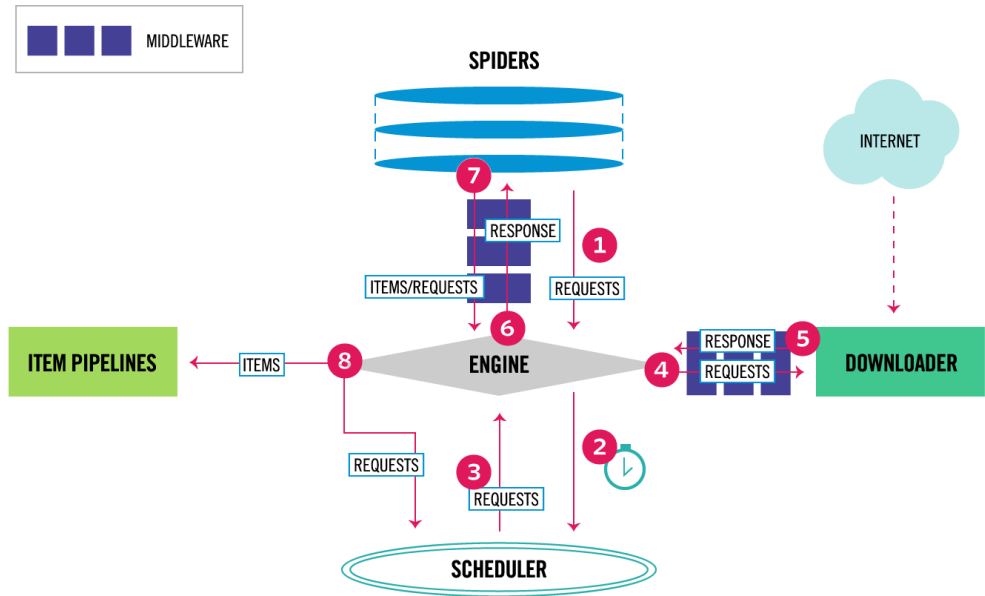 MIDDLEWARE
SPIDERS
INTERNET
7
RESPONSE
1
ITEMS/REQUESTS
REQUESTS
6
5
RESPONSE
ITEM PIPELINES
ITEMS
8
ENGINE
4
REQUESTS
DOWNLOADER
2
REQUESTS
3
REQUESTS
SCHEDULER